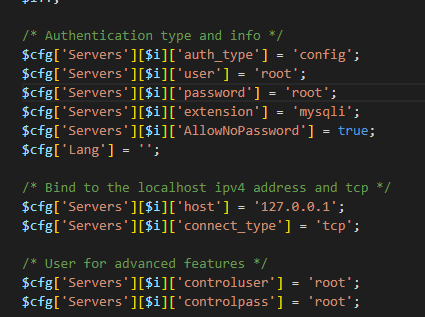 /* Authentication type and info */
$cfg['Servers'][$i]['auth_type'] = 'config';
$cfg['Servers'][$i]['user'] = 'root';
$cfg['Servers'][$i]['password'] = 'root';
$cfg['Servers'][$i]['extension'] = 'mysqli';
$cfg['Servers'][$i]['AllowNoPassword'] = true;
$cfg['Lang'] = '';
/* Bind to the localhost ipv4 address and tcp */
$cfg['Servers'][$i]['host'] = '127.0.0.1';
$cfg['Servers'][$i]['connect_type'] = 'tcp';
/* User for advanced features */
$cfg['Servers'][$i]['controluser'] = 'root';
$cfg['Servers'][$i]['controlpass'] = 'root';